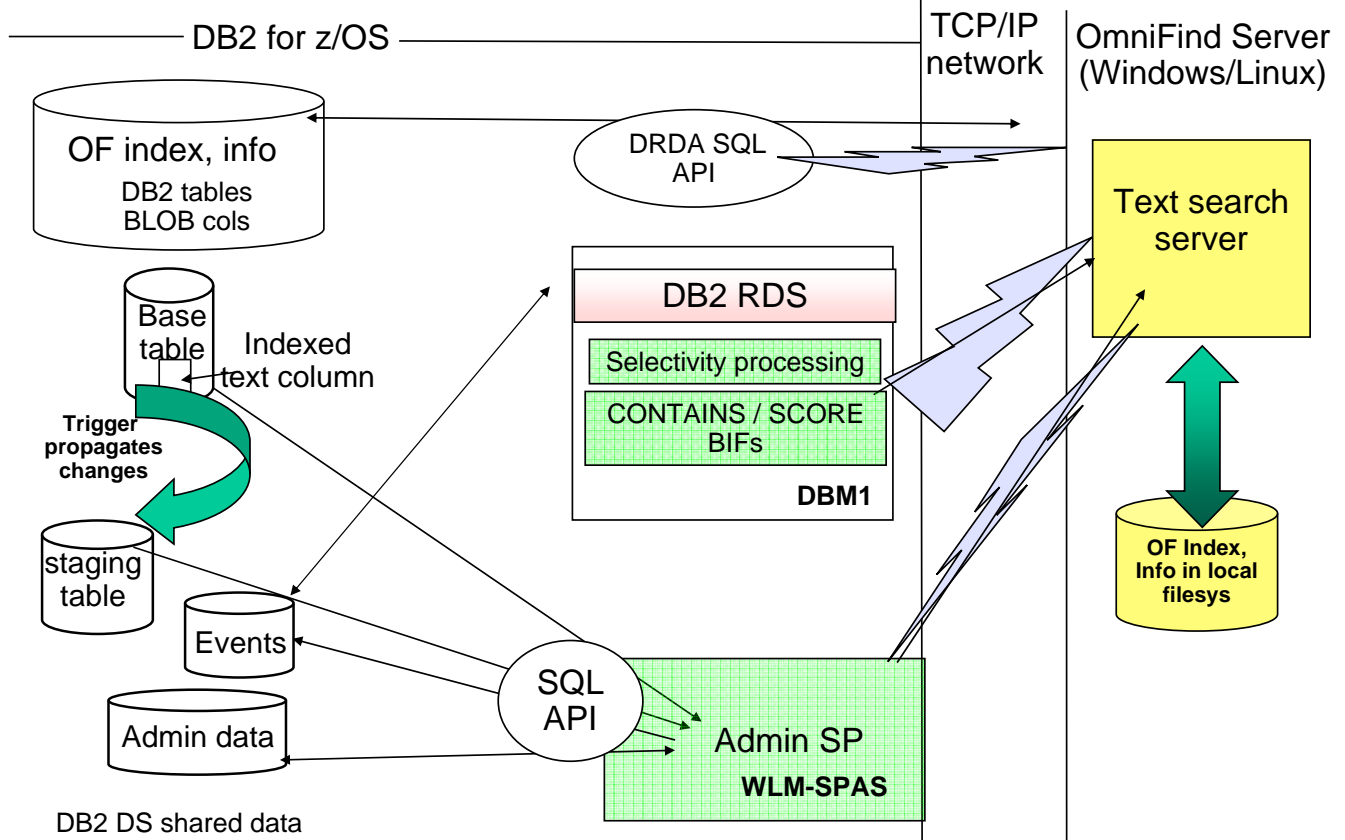 DB2 for z/OS
TCP/IP
network
OmniFind Server
(Windows/Linux)
OF index, info
DB2 tables
BLOB cols
DRDA SQL
API
Text search
server
Base
table
Indexed
text column
Trigger
propagates
changes
DB2 RDS
Selectivity processing
CONTAINS / SCORE
BIFs
DBM1
OF Index,
Info in local
filesys
staging
table
Events
Admin data
SQL
API
Admin SP
WLM-SPAS
DB2 DS shared data